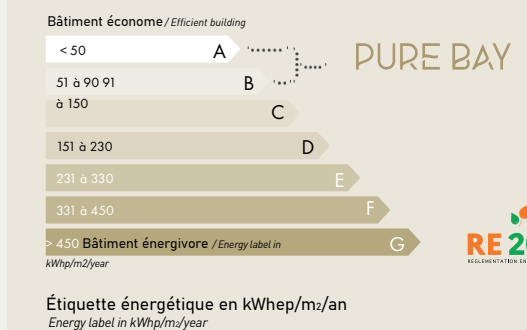 Bâtiment économe / Efficient building
< 50 A
PURE BAY
51 à 90 91 B
à 150
C
151 à 230 D
231 à 330 E
331 à 450 F
> 450 Bâtiment énergivore / Energy label in G
kWhp/m2/year
RE 2
Étiquette énergétique en kWhep/m2/an
Energy label in kWhp/m2/year